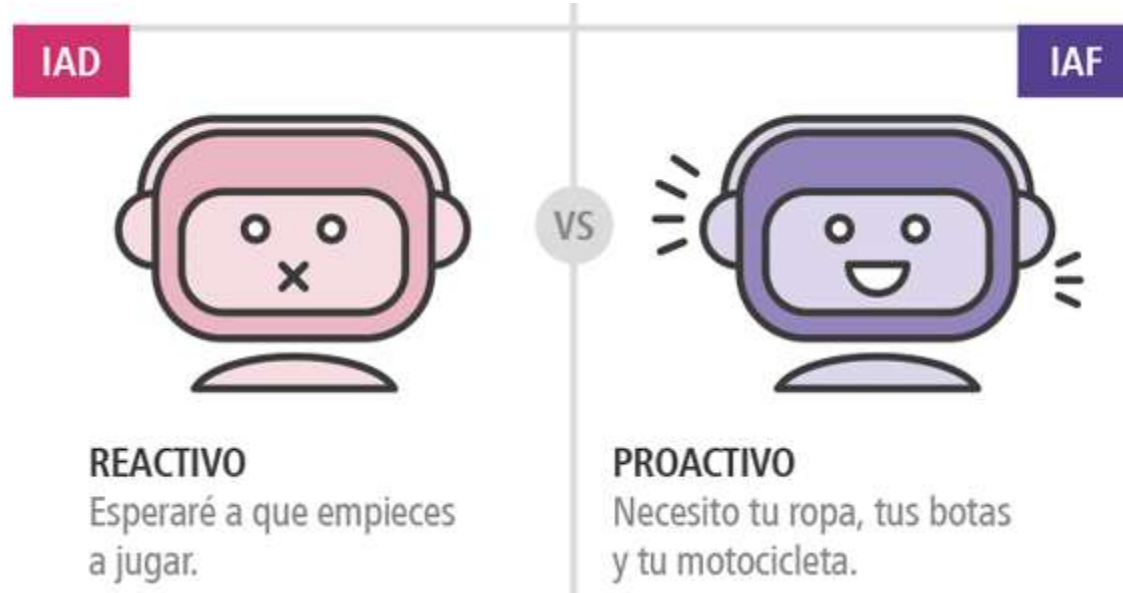 IAD
IAF
VS
REACTIVO
Esperaré a que empieces
a jugar.
PROACTIVO
Necesito tu ropa, tus botas
y tu motocicleta.